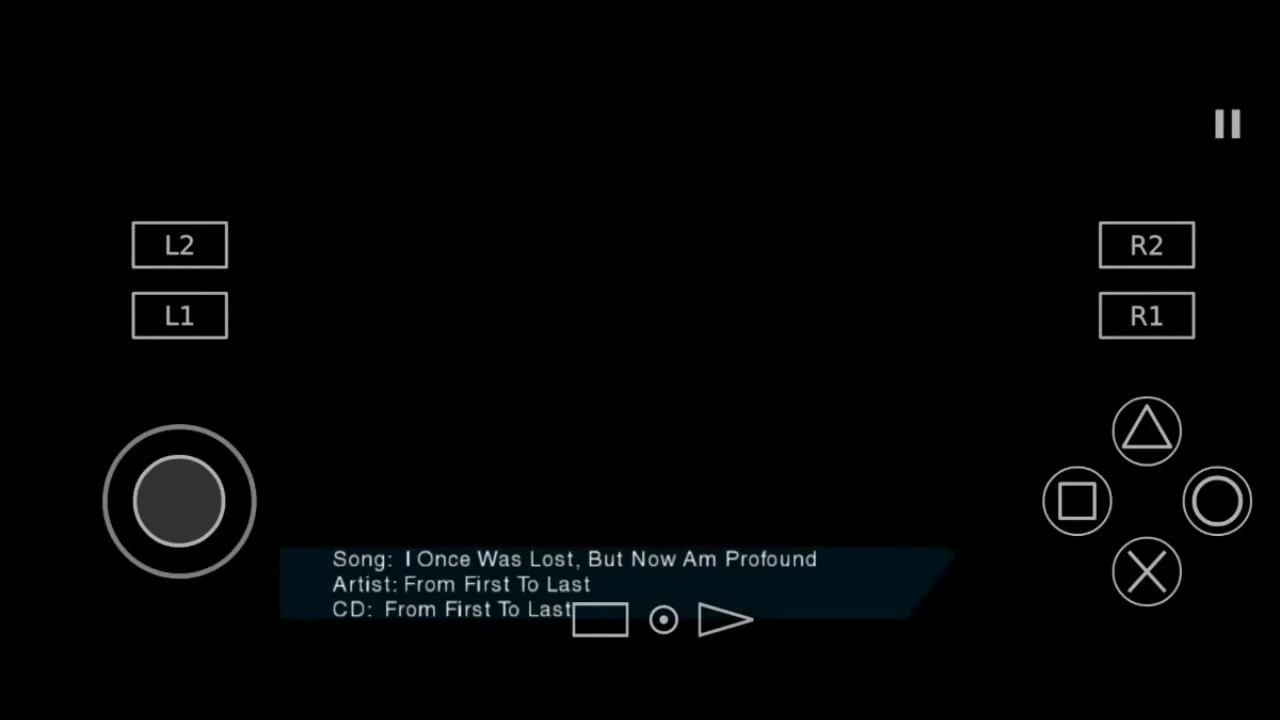 L2
R2
L1
R1
Song: I Once Was Lost, But Now Am Profound
Artist: From First To Last
CD: From First To Last